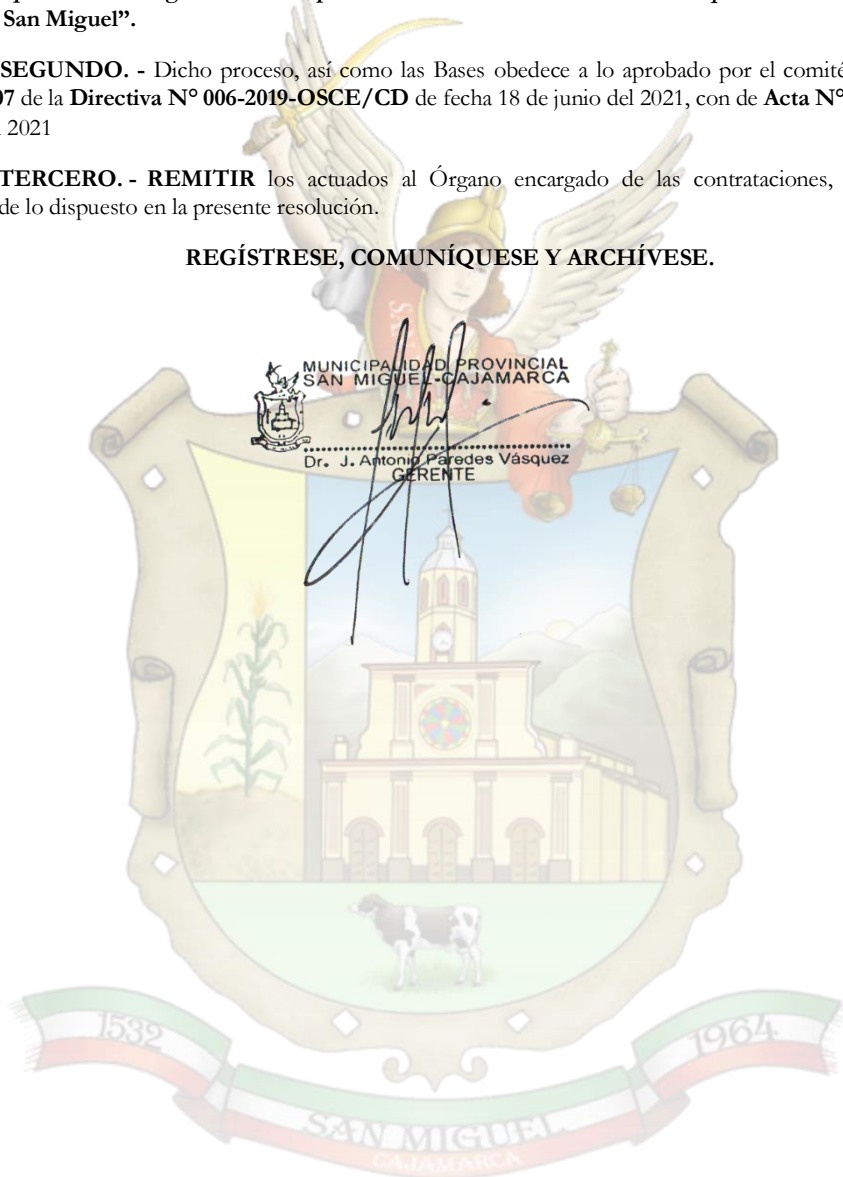 San Miguel”.
SEGUNDO. - Dicho proceso, así como las Bases obedece a lo aprobado por el comité
07 de la Directiva N° 006-2019-OSCE/CD de fecha 18 de junio del 2021, con de Acta N°
2021
TERCERO. - REMITIR los actuados al Órgano encargado de las contrataciones,
de lo dispuesto en la presente resolución.
REGÍSTRESE, COMUNÍQUESE Y ARCHÍVESE.
MUNICIPALIDAD PROVINCIAL
SAN MIGUEL-CAJAMARCA
Dr. J. Antonio Paredes Vásquez
GERENTE
1532
1964
SAN MIGUEL
CAJAMARCA